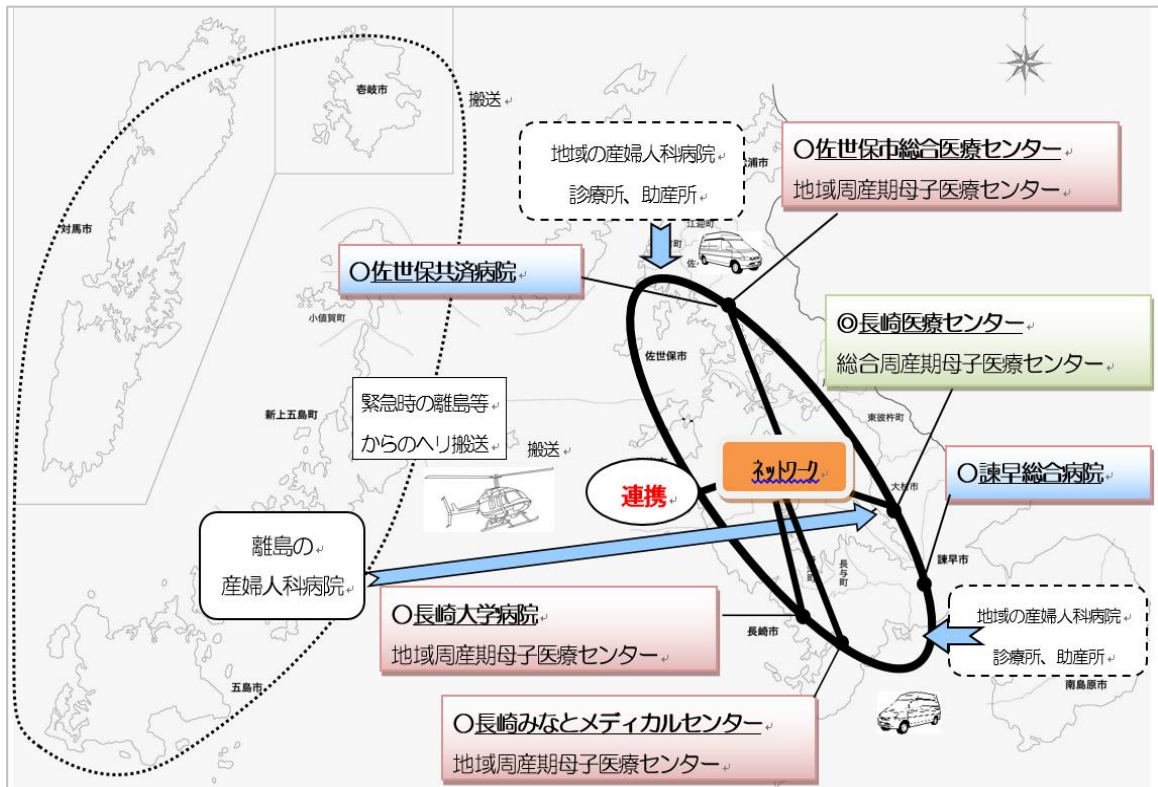 壱岐市
搬送
地域の産婦人科病院
診療所、助産所
〇佐世保市総合医療センター
地域周産期母子医療センター
浦市
対馬市
江迎町
〇佐世保共済病院
小値賀町
佐世保市
◎長崎医療センター
総合周産期母子医療センター
新上五島町
緊急時の離島等
からのヘリ搬送
搬送
東彼杵町
ネットワーク
連携
大村市
〇諫早総合病院
離島の
産婦人科病院
諫早市
長与町
〇長崎大学病院
地域周産期母子医療センター
長崎市
地域の産婦人科病院
診療所、助産所
五島市
南島原市
〇長崎みなとメディカルセンター
地域周産期母子医療センター